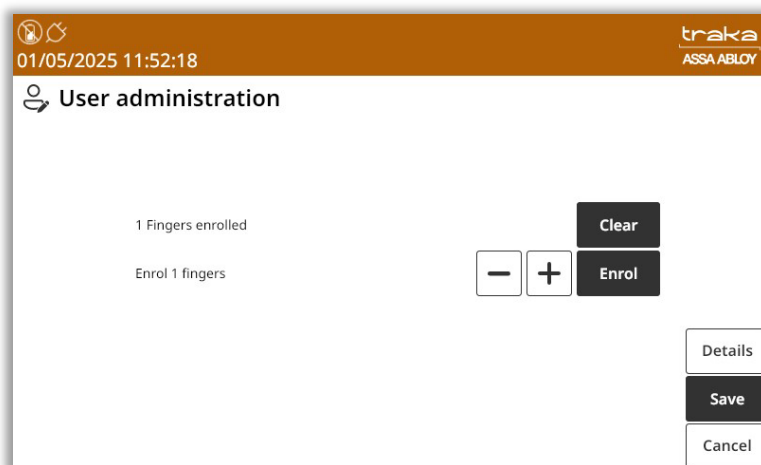 traka
01/05/2025 11:52:18
ASSA ABLOY
User administration
1 Fingers enrolled
Clear
Enrol 1 fingers
Enrol
Details
Save
Cancel